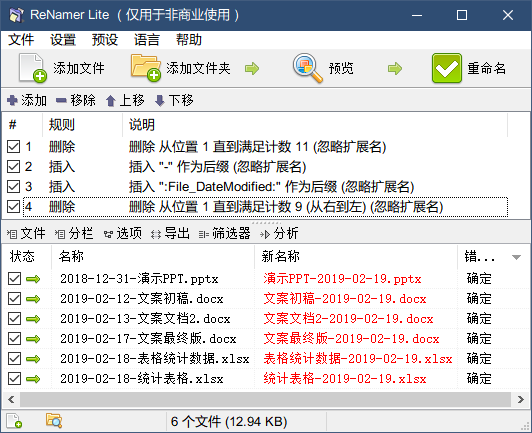 ReNamer Lite （仅用于非商业使用）
文件 设置 预设 语言 帮助
添加文件 添加文件夹 预览 重命名
添加 移除 上移 下移
# 规则 说明
1 删除 删除 从位置 1 直到满足计数 11 (忽略扩展名)
2 插入 插入 "-" 作为后缀 (忽略扩展名)
3 插入 插入 ":File_DateModified:" 作为后缀 (忽略扩展名)
4 删除 删除 从位置 1 直到满足计数 9 (从右到左) (忽略扩展名)
文件 分栏 选项 导出 筛选器 分析
状态 名称 新名称 错...
2018-12-31-演示PPT.pptx 演示PPT-2019-02-19.pptx 确定
2019-02-12-文案初稿.docx 文案初稿-2019-02-19.docx 确定
2019-02-13-文案文档2.docx 文案文档2-2019-02-19.docx 确定
2019-02-17-文案最终版.docx 文案最终版-2019-02-19.docx 确定
2019-02-18-表格统计数据.xlsx 表格统计数据-2019-02-19.xlsx 确定
2019-02-18-统计表格.xlsx 统计表格-2019-02-19.xlsx 确定
6 个文件 (12.94 KB)